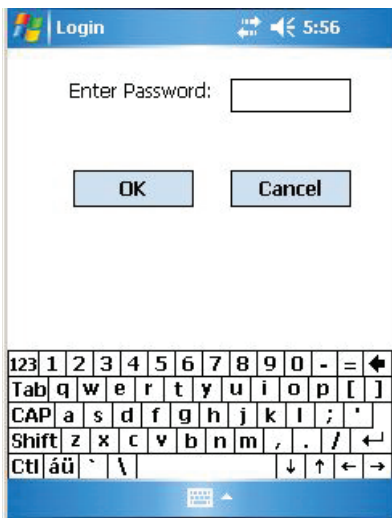 Login 5:56
Enter Password:
OK Cancel
123 1 2 3 4 5 6 7 8 9 0 - = ←
Tab q w e r t y u i o p [ ]
CAP a s d f g h j k l ; '
Shift z x c v b n m , . / ↵
Ctl áü ` \ ↓ ↑ ← →